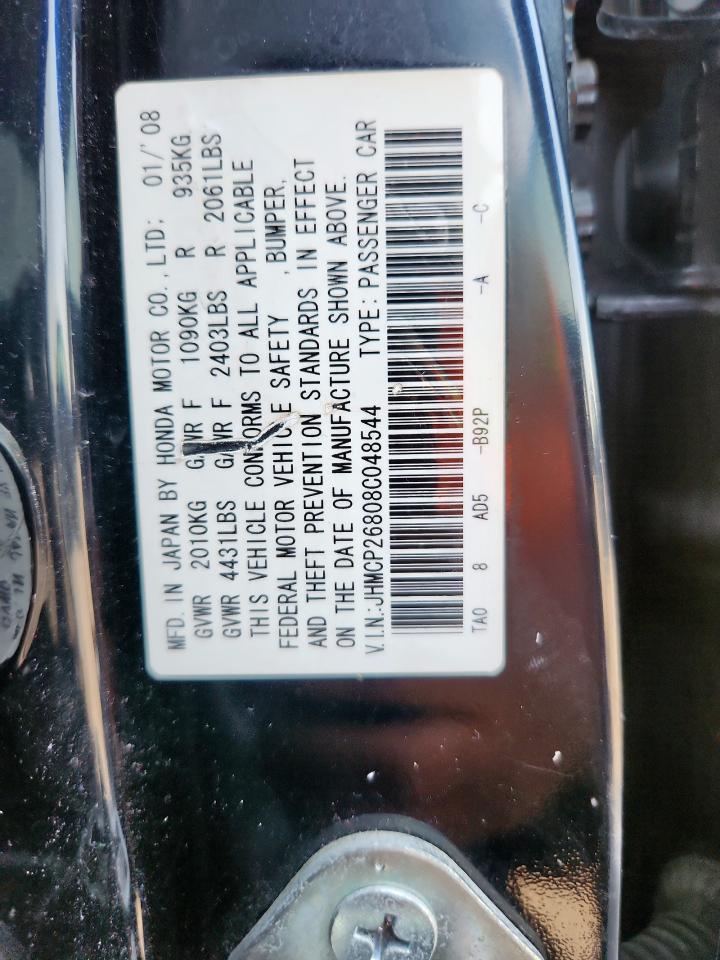 MFD. IN JAPAN BY HONDA MOTOR CO., LTD; 01/'08
GVWR 2010KG GAWR F 1090KG R 935KG
GVWR 4431LBS GAWR F 2403LBS R 2061LBS
THIS VEHICLE CONFORMS TO ALL APPLICABLE
FEDERAL MOTOR VEHICLE SAFETY ,BUMPER,
AND THEFT PREVENTION STANDARDS IN EFFECT
ON THE DATE OF MANUFACTURE SHOWN ABOVE.
V.I.N.:JHMCP26808C048544 TYPE: PASSENGER CAR
TA0 8 AD5 -B92P -A -C